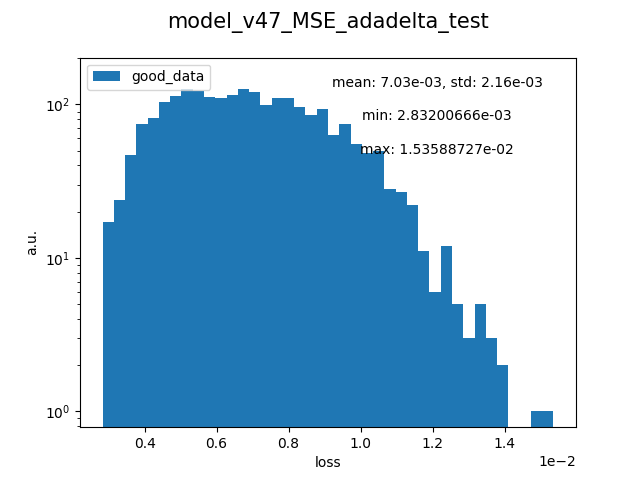 model_v47_MSE_adadelta_test
good_data
mean: 7.03e-03, std: 2.16e-03
min: 2.83200666e-03
max: 1.53588727e-02
10²
10¹
10⁰
a.u.
0.4 0.6 0.8 1.0 1.2 1.4
1e−2
loss